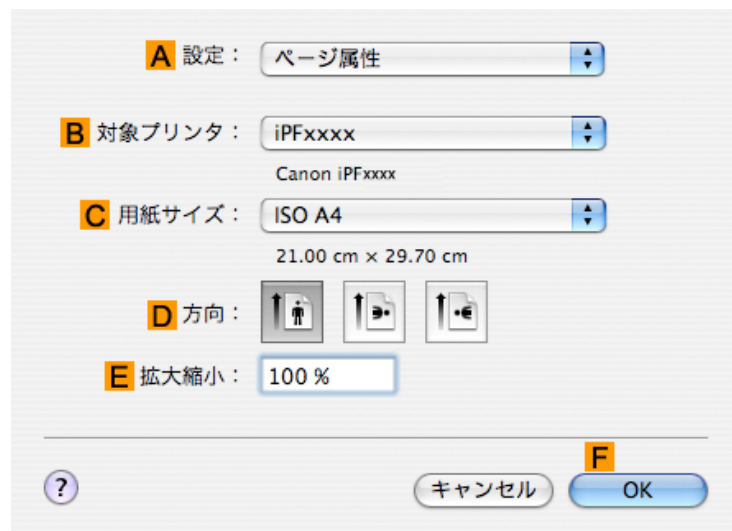 A 設定： ページ属性
B 対象プリンタ： iPFxxxx
Canon iPFxxxx
C 用紙サイズ： ISO A4
21.00 cm × 29.70 cm
D 方向：
E 拡大縮小： 100 %
F
? キャンセル OK